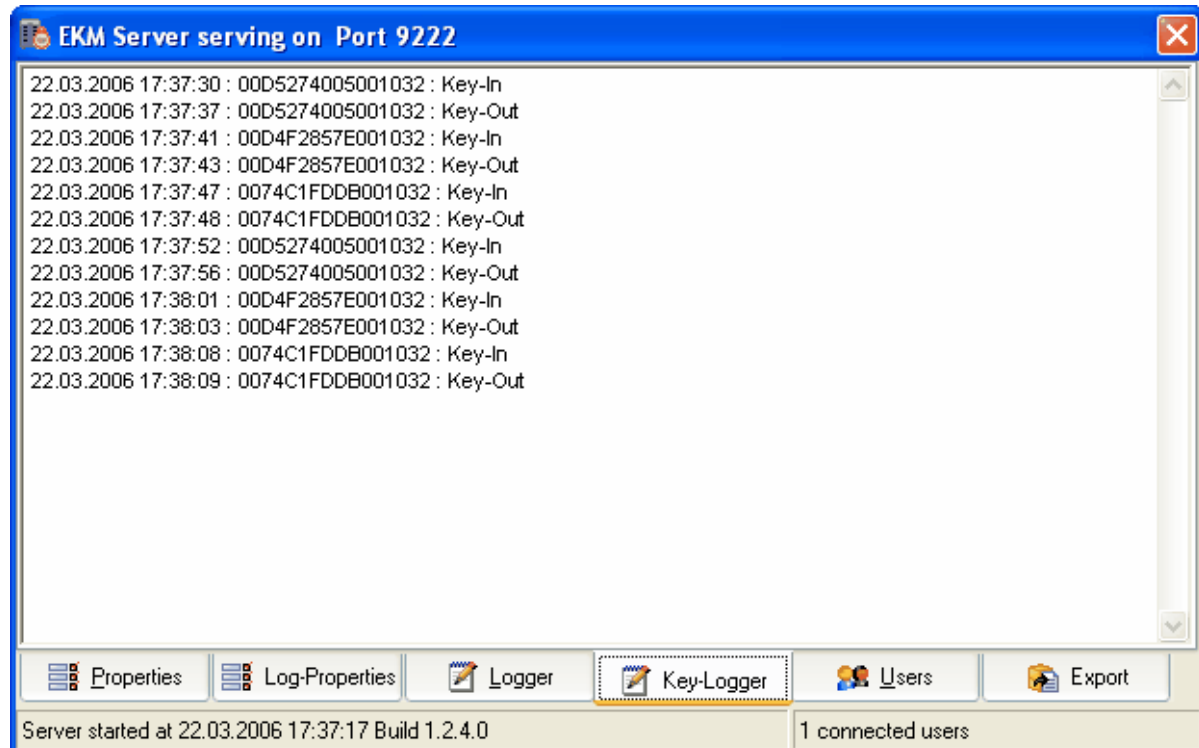 EKM Server serving on Port 9222
22.03.2006 17:37:30 : 00D5274005001032 : Key-In
22.03.2006 17:37:37 : 00D5274005001032 : Key-Out
22.03.2006 17:37:41 : 00D4F2857E001032 : Key-In
22.03.2006 17:37:43 : 00D4F2857E001032 : Key-Out
22.03.2006 17:37:47 : 0074C1FDDB001032 : Key-In
22.03.2006 17:37:48 : 0074C1FDDB001032 : Key-Out
22.03.2006 17:37:52 : 00D5274005001032 : Key-In
22.03.2006 17:37:56 : 00D5274005001032 : Key-Out
22.03.2006 17:38:01 : 00D4F2857E001032 : Key-In
22.03.2006 17:38:03 : 00D4F2857E001032 : Key-Out
22.03.2006 17:38:08 : 0074C1FDDB001032 : Key-In
22.03.2006 17:38:09 : 0074C1FDDB001032 : Key-Out
Properties Log-Properties Logger Key-Logger Users Export
Server started at 22.03.2006 17:37:17 Build 1.2.4.0 1 connected users